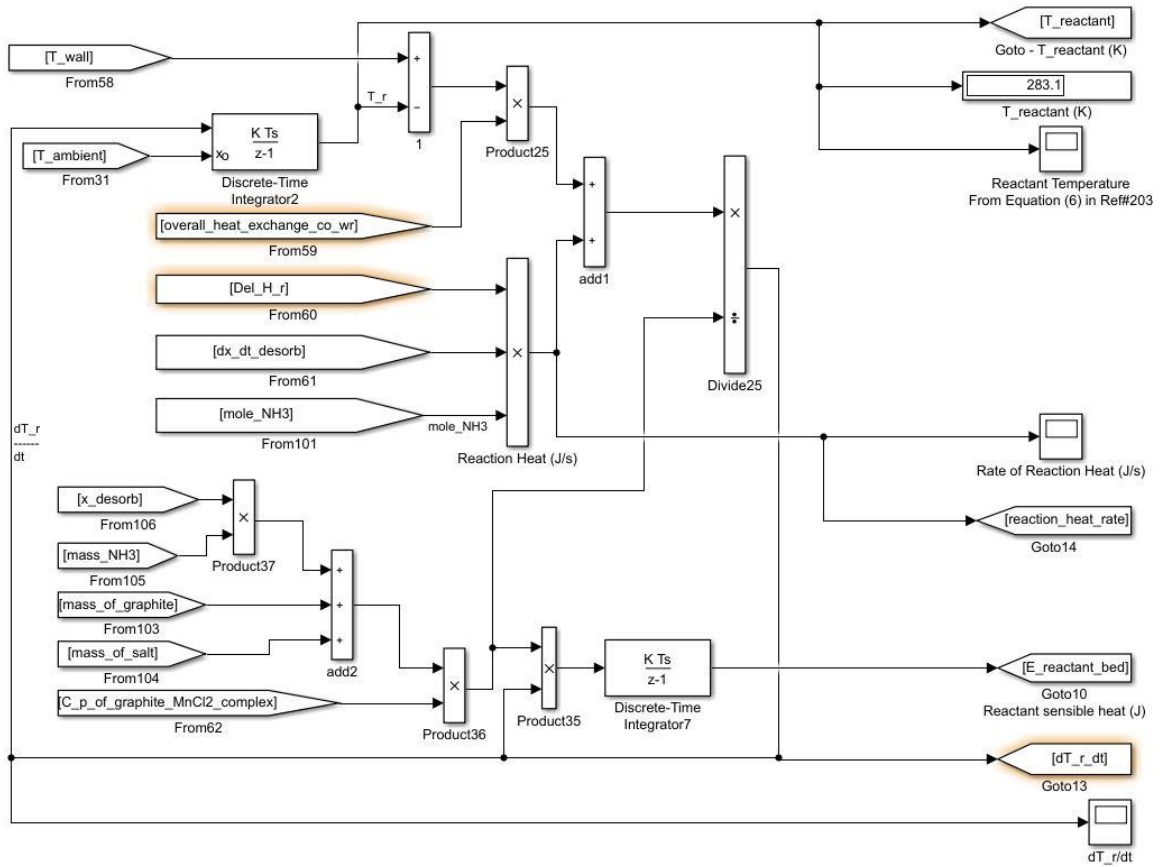 [T_reactant]
Goto - T_reactant (K)
[T_wall]
From58
+
T_r
−
1
283.1
T_reactant (K)
×
Product25
K Ts
z-1
xo
Discrete-Time
Integrator2
[T_ambient]
From31
Reactant Temperature
From Equation (6) in Ref#203
+
+
add1
×
÷
Divide25
[overall_heat_exchange_co_wr]
From59
[Del_H_r]
From60
[dx_dt_desorb]
From61
[mole_NH3]
From101
mole_NH3
×
Reaction Heat (J/s)
dT_r
------
dt
Rate of Reaction Heat (J/s)
[reaction_heat_rate]
Goto14
[x_desorb]
From106
[mass_NH3]
From105
×
Product37
[mass_of_graphite]
From103
[mass_of_salt]
From104
+
+
+
add2
[C_p_of_graphite_MnCl2_complex]
From62
×
Product36
×
Product35
K Ts
z-1
Discrete-Time
Integrator7
[E_reactant_bed]
Goto10
Reactant sensible heat (J)
[dT_r_dt]
Goto13
dT_r/dt